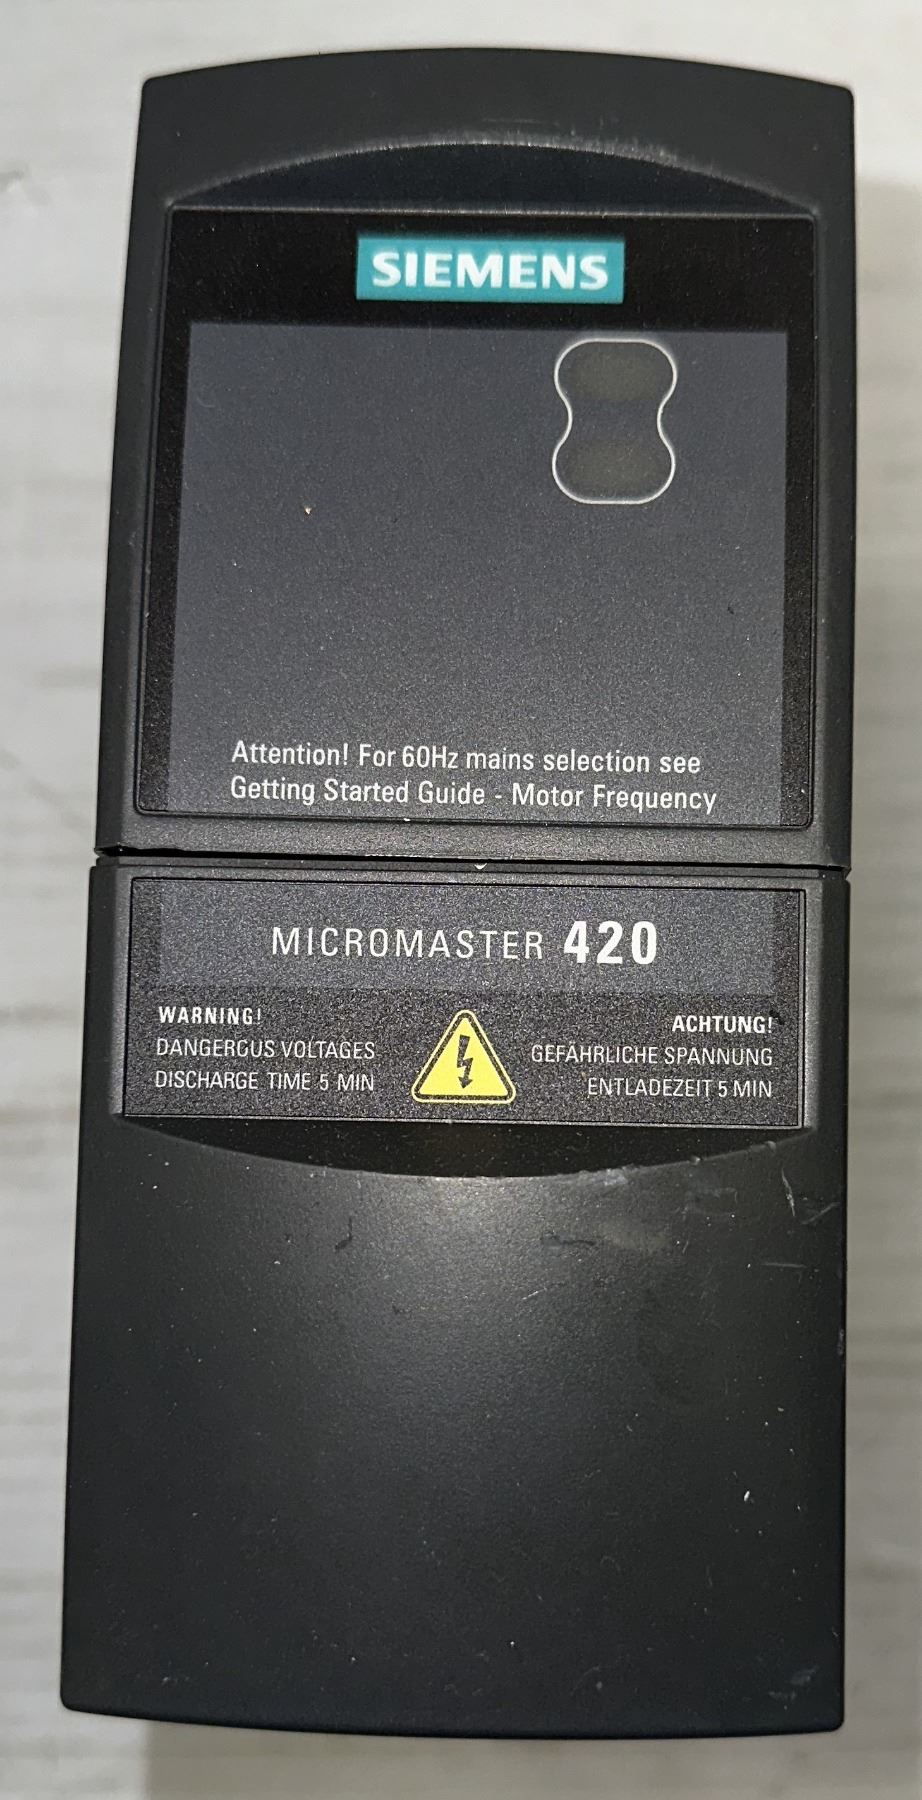 SIEMENS
Attention! For 60Hz mains selection see
Getting Started Guide - Motor Frequency
MICROMASTER 420
WARNING!
DANGEROUS VOLTAGES
DISCHARGE TIME 5 MIN
ACHTUNG!
GEFÄHRLICHE SPANNUNG
ENTLADEZEIT 5 MIN